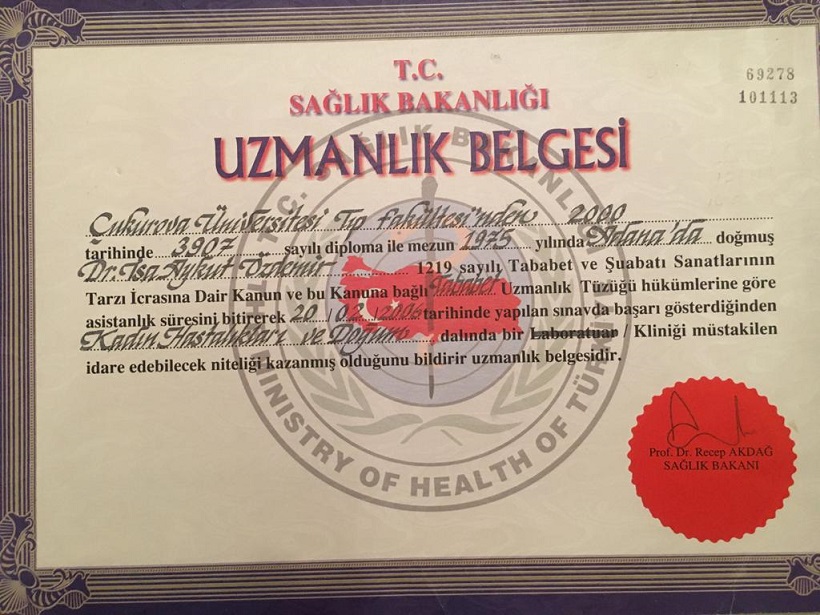 T.C.
SAĞLIK BAKANLIĞI
UZMANLIK BELGESİ
69278
101113
Çukurova Üniversitesi Tıp Fakültesi'nden 2000
tarihinde 3907 sayılı diploma ile mezun 1975 yılında Adana'da doğmuş
Dr. İsa Aykut Özdemir 1219 sayılı Tababet ve Şuabatı Sanatlarının
Tarzı İcrasına Dair Kanun ve bu Kanuna bağlı Tababet Uzmanlık Tüzüğü hükümlerine göre
asistanlık süresini bitirerek 20 / 02 / 2006 tarihinde yapılan sınavda başarı gösterdiğinden
Kadın Hastalıkları ve Doğum dalında bir Laboratuar / Kliniği müstakilen
idare edebilecek niteliği kazanmış olduğunu bildirir uzmanlık belgesidir.
T.C. SAĞLIK BAKANLIĞI
MINISTRY OF HEALTH OF TÜRKİYE
Prof. Dr. Recep AKDAĞ
SAĞLIK BAKANI